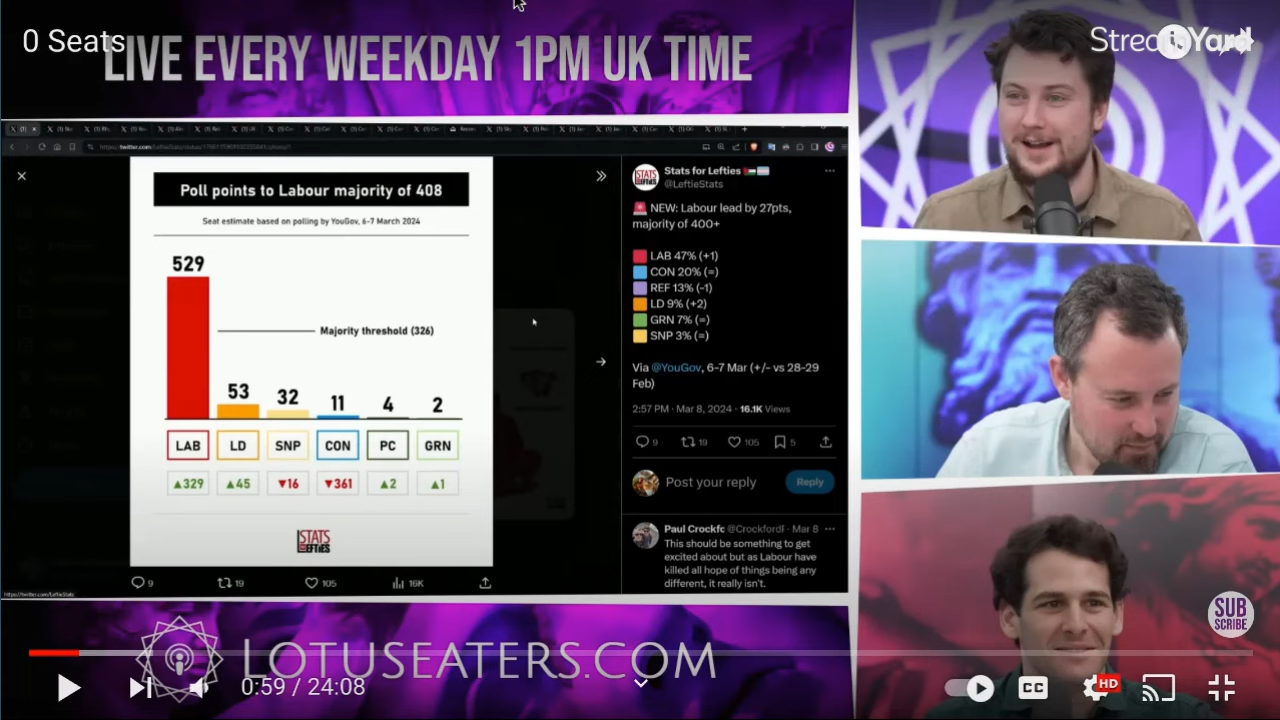 0 Seats
LIVE EVERY WEEKDAY 1PM UK TIME
StreamYard
Poll points to Labour majority of 408
Seat estimate based on polling by YouGov, 6-7 March 2024
529
Majority threshold (326)
53
32
11
4
2
LAB
LD
SNP
CON
PC
GRN
▲329
▲45
▼16
▼361
▲2
▲1
STATS
LEFTIES
9
19
105
16K
Stats for Lefties
@LeftieStats
NEW: Labour lead by 27pts,
majority of 400+
LAB 47% (+1)
CON 20% (=)
REF 13% (-1)
LD 9% (+2)
GRN 7% (=)
SNP 3% (=)
Via @YouGov, 6-7 Mar (+/- vs 28-29
Feb)
2:57 PM · Mar 8, 2024 · 16.1K Views
9
19
105
5
Post your reply
Reply
Paul Crockfc @Crockfordf · Mar 8
This should be something to get
excited about but as Labour have
killed all hope of things being any
different, it really isn't.
https://twitter.com/LeftieStats
LOTUSEATERS.COM
SUB
SCRIBE
0:59 / 24:08
CC
HD